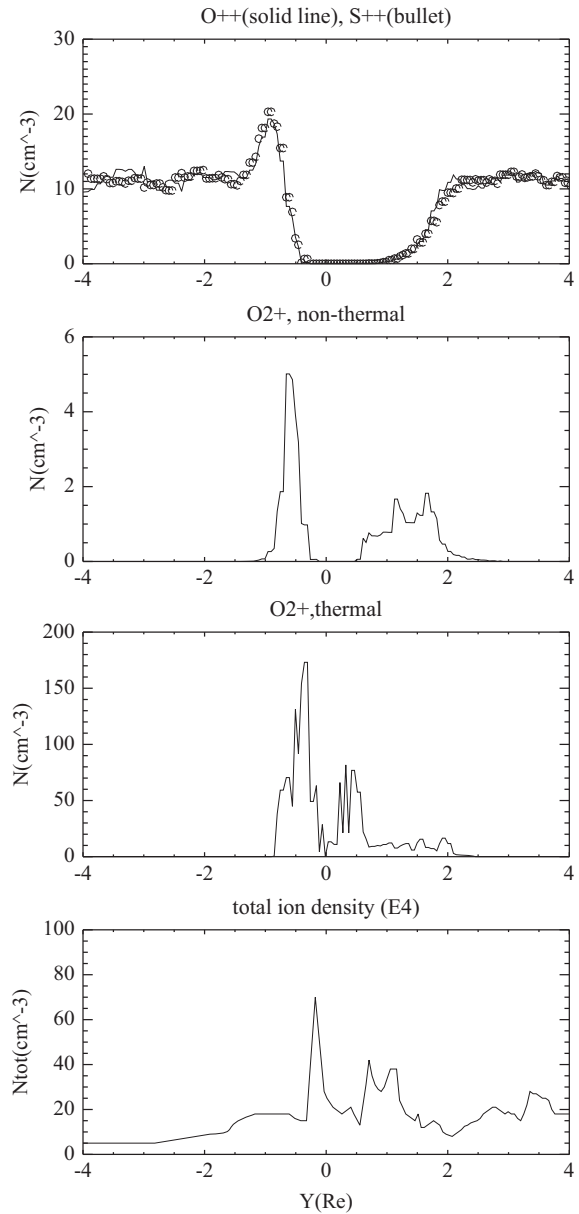 O++(solid line), S++(bullet)
30
20
10
0
N(cm^-3)
-4 -2 0 2 4
O2+, non-thermal
6
4
2
0
N(cm^-3)
-4 -2 0 2 4
O2+,thermal
200
150
100
50
0
N(cm^-3)
-4 -2 0 2 4
total ion density (E4)
100
80
60
40
20
0
Ntot(cm^-3)
-4 -2 0 2 4
Y(Re)